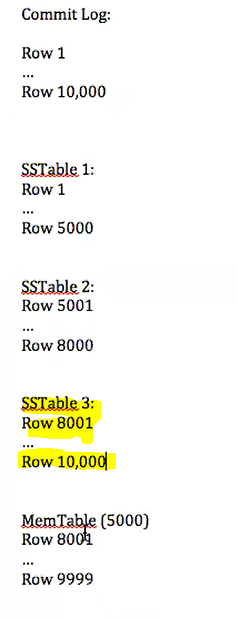 Commit Log:
Row 1
...
Row 10,000
SSTable 1:
Row 1
...
Row 5000
SSTable 2:
Row 5001
...
Row 8000
SSTable 3:
Row 8001
...
Row 10,000
MemTable (5000)
Row 8001
...
Row 9999